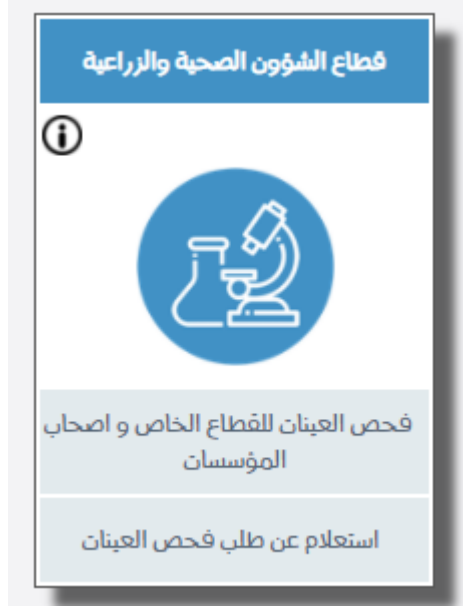 قطاع الشؤون الصحية والزراعية
فحص العينات للقطاع الخاص و اصحاب
المؤسسات
استعلام عن طلب فحص العينات